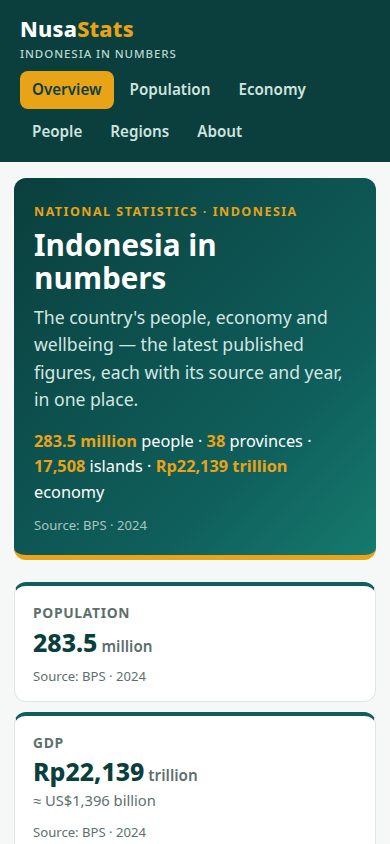 NusaStats
INDONESIA IN NUMBERS
Overview Population Economy
People Regions About
NATIONAL STATISTICS · INDONESIA
Indonesia in
numbers
The country's people, economy and
wellbeing — the latest published
figures, each with its source and year,
in one place.
283.5 million people · 38 provinces ·
17,508 islands · Rp22,139 trillion
economy
Source: BPS · 2024
POPULATION
283.5 million
Source: BPS · 2024
GDP
Rp22,139 trillion
≈ US$1,396 billion
Source: BPS · 2024